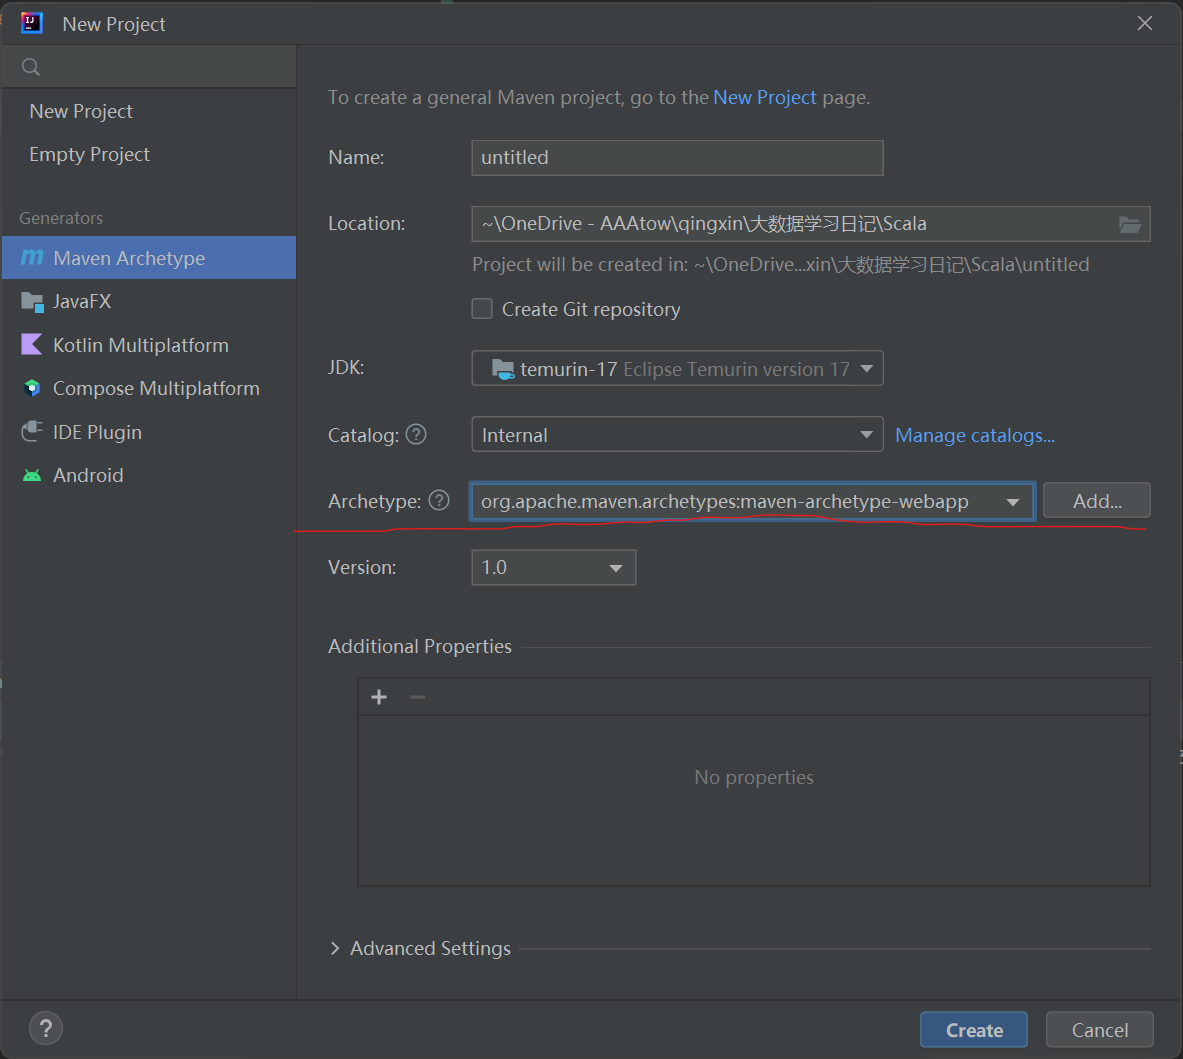 New Project
New Project
Empty Project
Generators
Maven Archetype
JavaFX
Kotlin Multiplatform
Compose Multiplatform
IDE Plugin
Android
To create a general Maven project, go to the New Project page.
Name: untitled
Location: ~\OneDrive - AAAtow\qingxin\大数据学习日记\Scala
Project will be created in: ~\OneDrive...xin\大数据学习日记\Scala\untitled
Create Git repository
JDK: temurin-17 Eclipse Temurin version 17
Catalog: ? Internal Manage catalogs...
Archetype: ? org.apache.maven.archetypes:maven-archetype-webapp Add...
Version: 1.0
Additional Properties
No properties
Advanced Settings
? Create Cancel